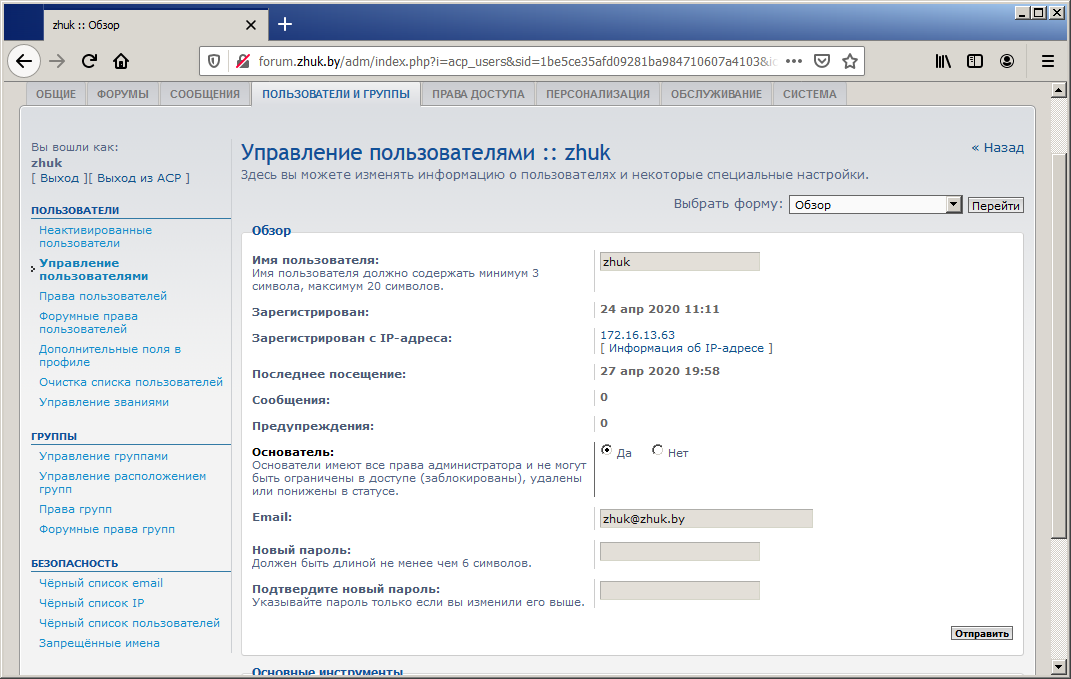 zhuk :: Обзор
forum.zhuk.by/adm/index.php?i=acp_users&sid=1be5ce35afd09281ba984710607a4103&
ОБЩИЕ ФОРУМЫ СООБЩЕНИЯ ПОЛЬЗОВАТЕЛИ И ГРУППЫ ПРАВА ДОСТУПА ПЕРСОНАЛИЗАЦИЯ ОБСЛУЖИВАНИЕ СИСТЕМА
Вы вошли как:
zhuk
[ Выход ][ Выход из ACP ]
ПОЛЬЗОВАТЕЛИ
Неактивированные
пользователи
Управление
пользователями
Права пользователей
Форумные права
пользователей
Дополнительные поля в
профиле
Очистка списка пользователей
Управление званиями
ГРУППЫ
Управление группами
Управление расположением
групп
Права групп
Форумные права групп
БЕЗОПАСНОСТЬ
Чёрный список email
Чёрный список IP
Чёрный список пользователей
Запрещённые имена
« Назад
Управление пользователями :: zhuk
Здесь вы можете изменять информацию о пользователях и некоторые специальные настройки.
Выбрать форму: Обзор Перейти
Обзор
Имя пользователя: zhuk
Имя пользователя должно содержать минимум 3
символа, максимум 20 символов.
Зарегистрирован: 24 апр 2020 11:11
Зарегистрирован с IP-адреса: 172.16.13.63
[ Информация об IP-адресе ]
Последнее посещение: 27 апр 2020 19:58
Сообщения: 0
Предупреждения: 0
Основатель: Да Нет
Основатели имеют все права администратора и не могут
быть ограничены в доступе (заблокированы), удалены
или понижены в статусе.
Email: zhuk@zhuk.by
Новый пароль:
Должен быть длиной не менее чем 6 символов.
Подтвердите новый пароль:
Указывайте пароль только если вы изменили его выше.
Отправить
Основные инструменты